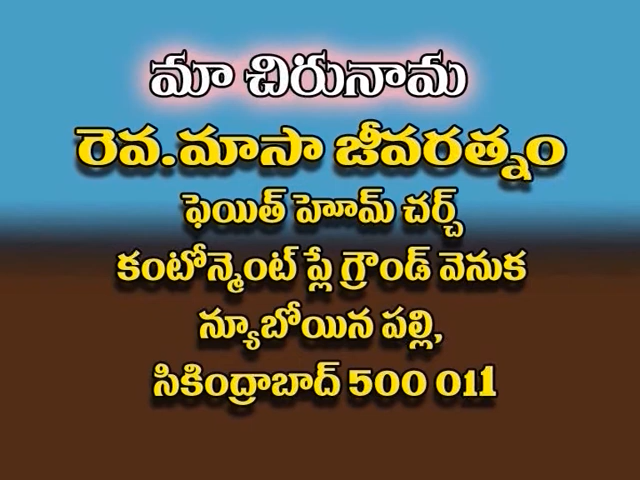 మా చిరునామ
రెవ.మాసా జీవరత్నం
ఫెయిత్ హెూమ్ చర్చ్
కంటోన్మెంట్ ప్లే గ్రౌండ్ వెనుక
న్యూబోయిన పల్లి,
సికింద్రాబాద్ 500 011